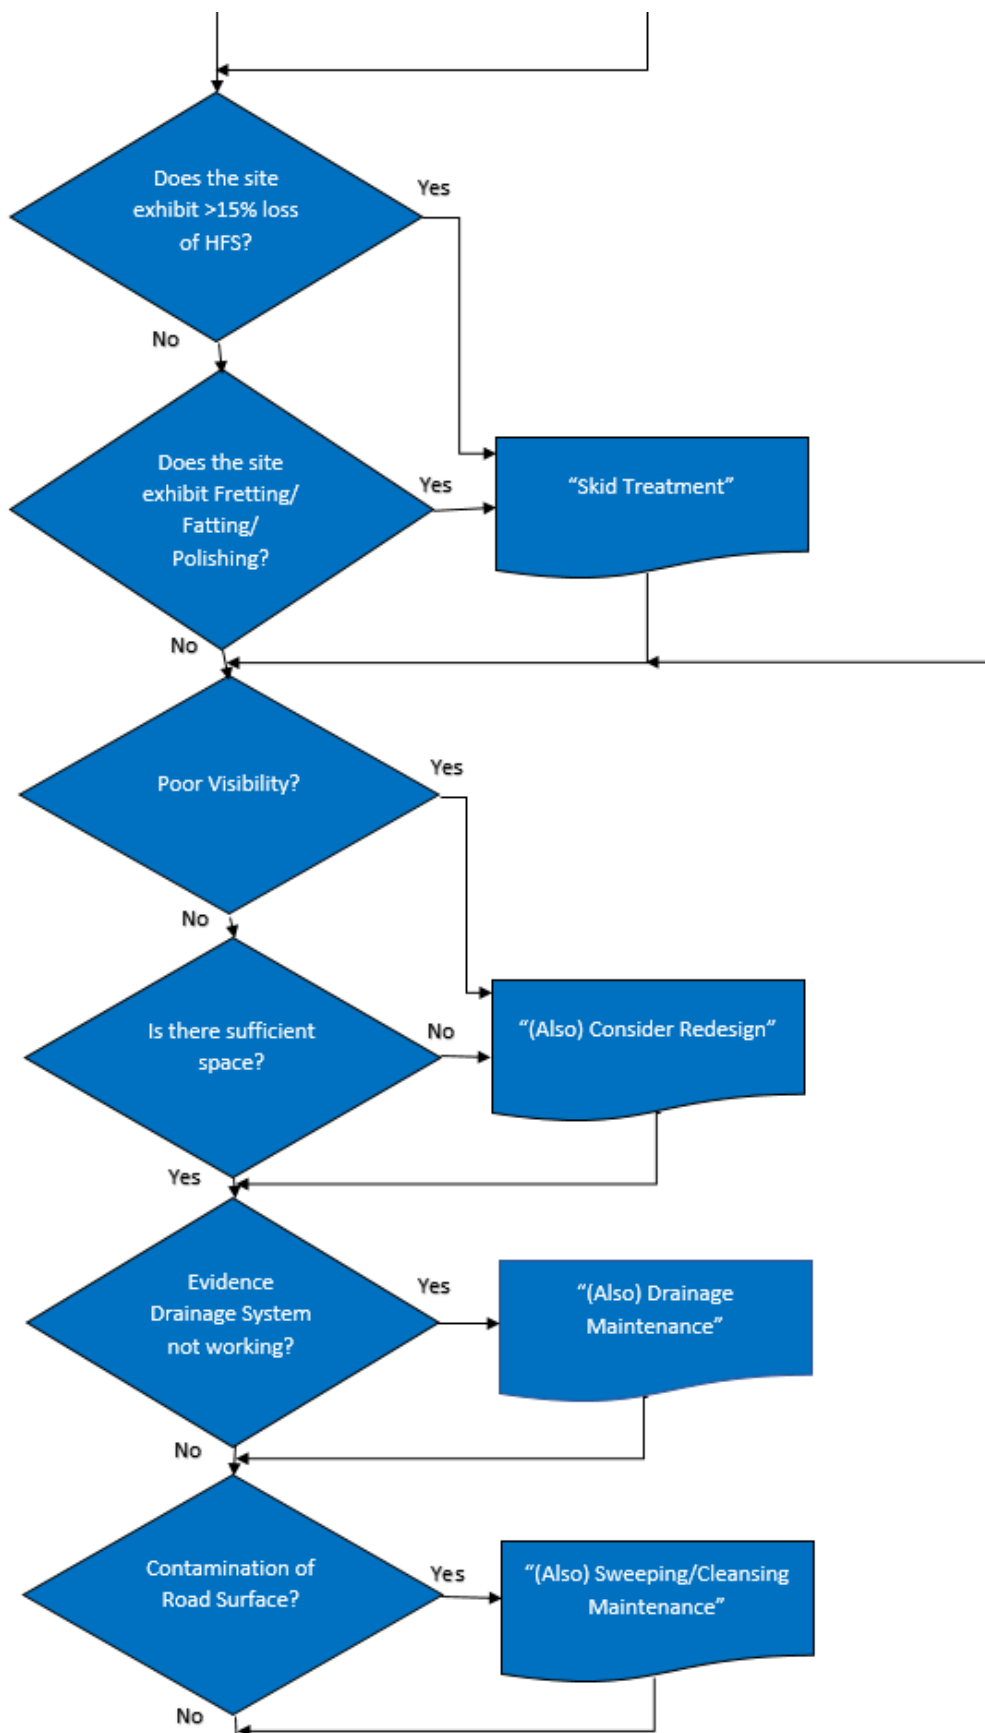 Does the site
exhibit >15% loss
of HFS?
Yes
No
Does the site
exhibit Fretting/
Fatting/
Polishing?
Yes
“Skid Treatment”
No
Poor Visibility?
Yes
No
Is there sufficient
space?
No
“(Also) Consider Redesign”
Yes
Evidence
Drainage System
not working?
Yes
“(Also) Drainage
Maintenance”
No
Contamination of
Road Surface?
Yes
“(Also) Sweeping/Cleansing
Maintenance”
No